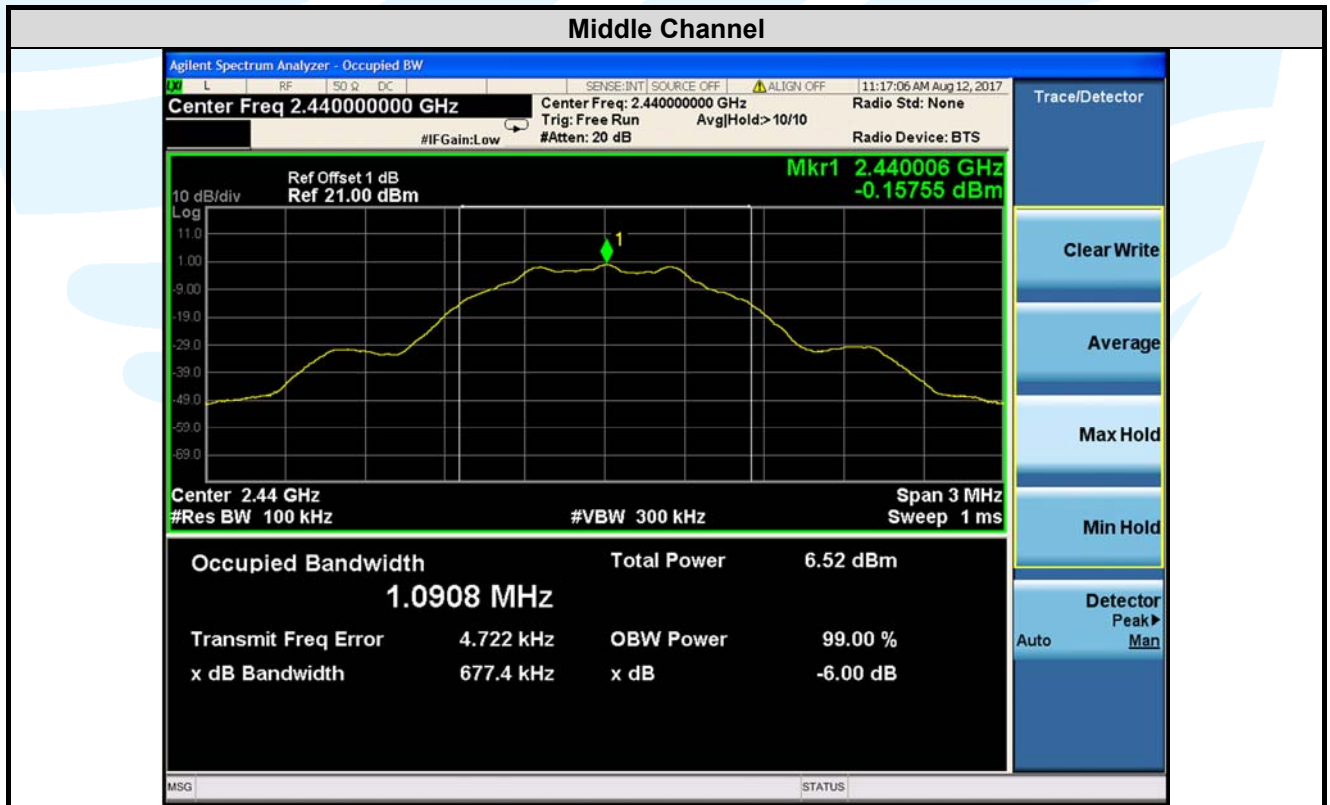 Middle Channel
Agilent Spectrum Analyzer - Occupied BW
LXI L RF 50 Ω DC SENSE:INT SOURCE OFF ALIGN OFF 11:17:06 AM Aug 12, 2017
Center Freq 2.440000000 GHz
Center Freq: 2.440000000 GHz
Radio Std: None
Trig: Free Run Avg|Hold:>10/10
#IFGain:Low
#Atten: 20 dB
Radio Device: BTS
Trace/Detector
Mkr1 2.440006 GHz
-0.15755 dBm
Ref Offset 1 dB
10 dB/div Ref 21.00 dBm
Log
11.0
1.00
-9.00
-19.0
-29.0
-39.0
-49.0
-59.0
-69.0
1
Center 2.44 GHz
Span 3 MHz
#Res BW 100 kHz
#VBW 300 kHz
Sweep 1 ms
Occupied Bandwidth
1.0908 MHz
Total Power 6.52 dBm
Transmit Freq Error 4.722 kHz
OBW Power 99.00 %
x dB Bandwidth 677.4 kHz
x dB -6.00 dB
Clear Write
Average
Max Hold
Min Hold
Detector
Peak▶
Auto Man
MSG
STATUS